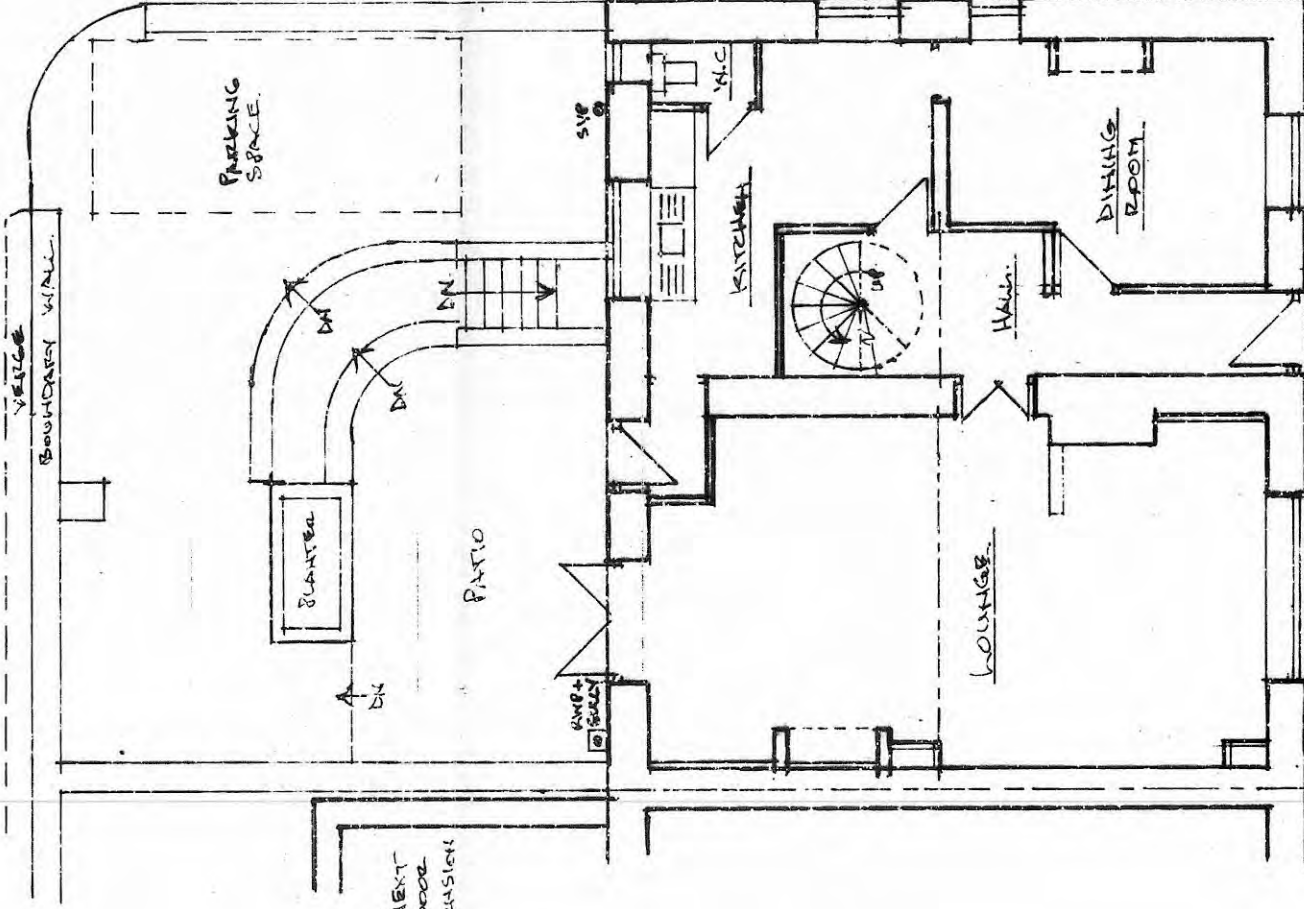 VERGE
BOUNDARY WALL.
PARKING
SPACE.
DN
DN
DN
PLANTER
DN
PATIO
RWP +
GULLY
SVP
W.C
KITCHEN
UP
HALL.
DINING
ROOM.
LOUNGE.
NEXT
DOOR